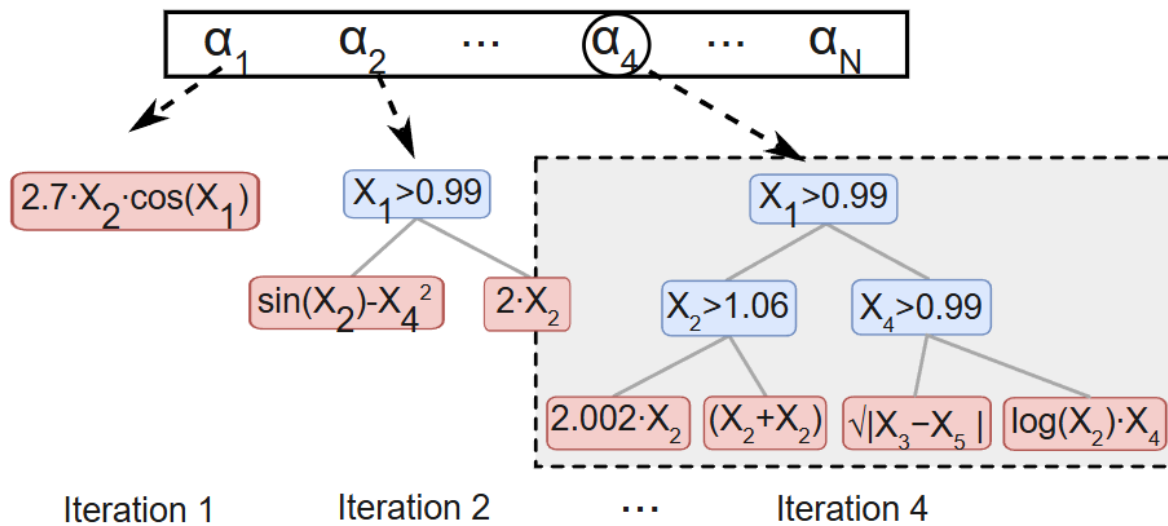 α₁ α₂ ... α₄ ... α_N
2.7·X₂·cos(X₁)
X₁>0.99
X₁>0.99
sin(X₂)-X₄²
2·X₂
X₂>1.06
X₄>0.99
2.002·X₂
(X₂+X₂)
√|X₃−X₅ |
log(X₂)·X₄
Iteration 1 Iteration 2 ... Iteration 4